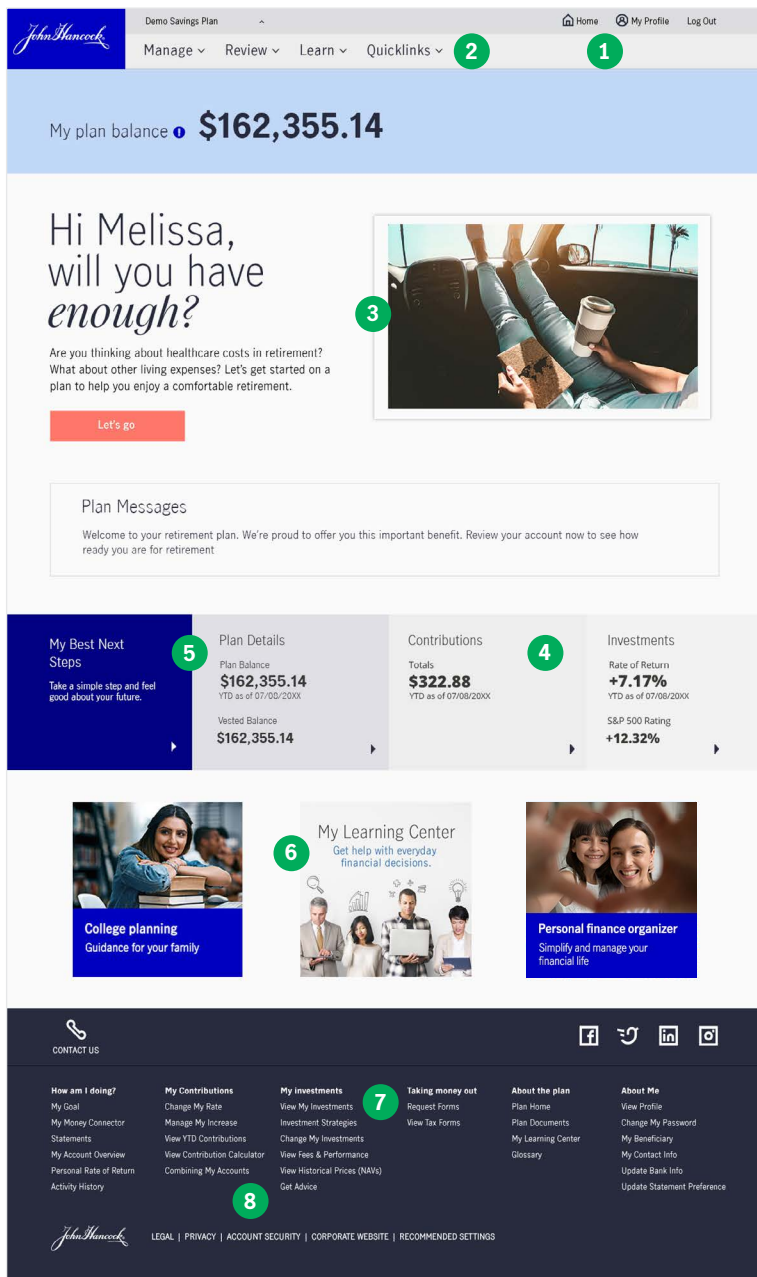 John Hancock.
Demo Savings Plan
Home
My Profile
Log Out
Manage
Review
Learn
Quicklinks
2
1
My plan balance
$162,355.14
Hi Melissa,
will you have
enough?
3
Are you thinking about healthcare costs in retirement?
What about other living expenses? Let's get started on a
plan to help you enjoy a comfortable retirement.
Let's go
Plan Messages
Welcome to your retirement plan. We're proud to offer you this important benefit. Review your account now to see how
ready you are for retirement
My Best Next
Steps
Take a simple step and feel
good about your future.
5
Plan Details
Plan Balance
$162,355.14
YTD as of 07/08/20XX
Vested Balance
$162,355.14
Contributions
Totals
$322.88
YTD as of 07/08/20XX
4
Investments
Rate of Return
+7.17%
YTD as of 07/08/20XX
S&P 500 Rating
+12.32%
College planning
Guidance for your family
6
My Learning Center
Get help with everyday
financial decisions.
Personal finance organizer
Simplify and manage your
financial life
CONTACT US
How am I doing?
My Goal
My Money Connector
Statements
My Account Overview
Personal Rate of Return
Activity History
My Contributions
Change My Rate
Manage My Increase
View YTD Contributions
View Contribution Calculator
Combining My Accounts
My investments
View My Investments
Investment Strategies
Change My Investments
View Fees & Performance
View Historical Prices (NAVs)
Get Advice
7
Taking money out
Request Forms
View Tax Forms
About the plan
Plan Home
Plan Documents
My Learning Center
Glossary
About Me
View Profile
Change My Password
My Beneficiary
My Contact Info
Update Bank Info
Update Statement Preference
8
John Hancock.
LEGAL | PRIVACY | ACCOUNT SECURITY | CORPORATE WEBSITE | RECOMMENDED SETTINGS